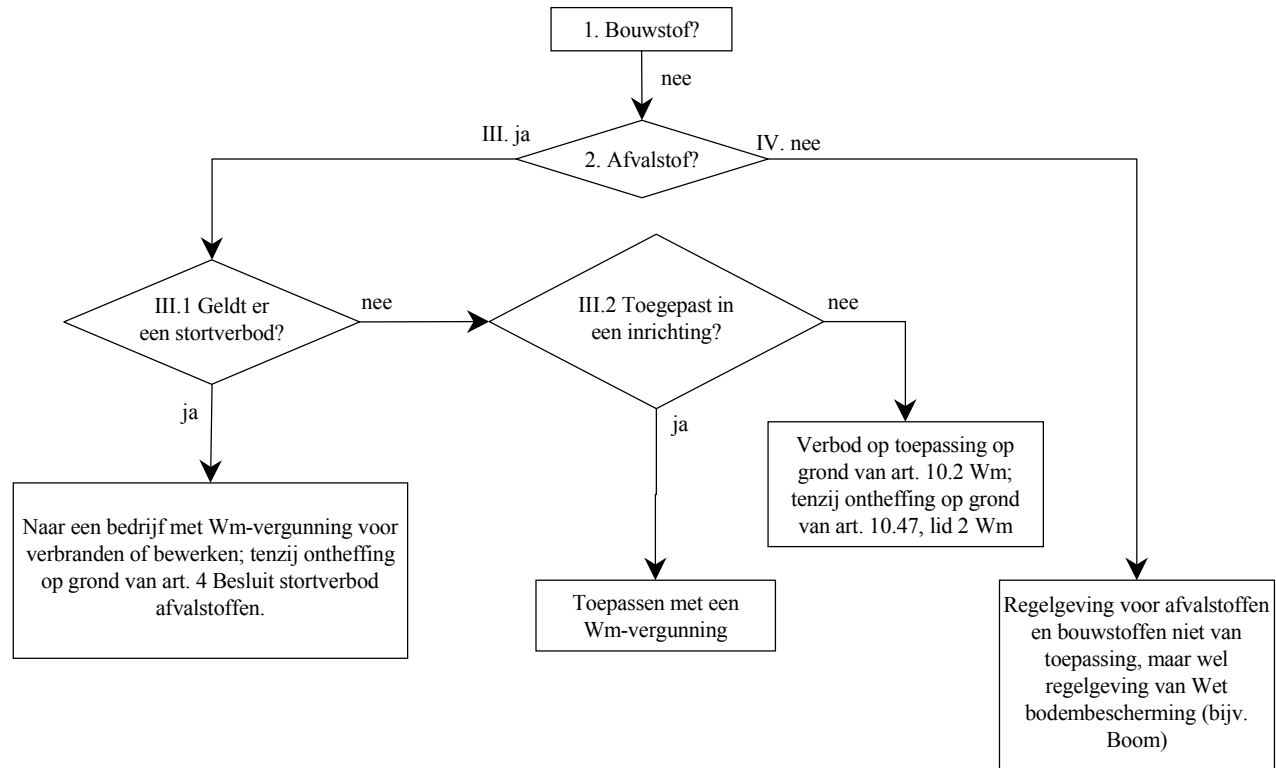 1. Bouwstof?
nee
III. ja
IV. nee
2. Afvalstof?
III.1 Geldt er
een stortverbod?
nee
III.2 Toegepast in
een inrichting?
nee
ja
ja
Verbod op toepassing op
grond van art. 10.2 Wm;
tenzij ontheffing op grond
van art. 10.47, lid 2 Wm
Naar een bedrijf met Wm-vergunning voor
verbranden of bewerken; tenzij ontheffing
op grond van art. 4 Besluit stortverbod
afvalstoffen.
Toepassen met een
Wm-vergunning
Regelgeving voor afvalstoffen
en bouwstoffen niet van
toepassing, maar wel
regelgeving van Wet
bodembescherming (bijv.
Boom)